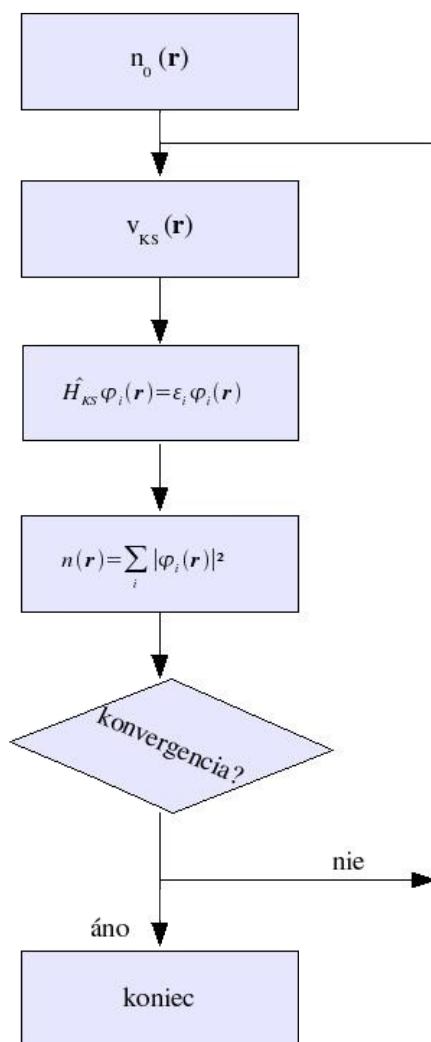 n₀(r)
v_KS(r)
Ĥ_KS φ_i(r)=ε_i φ_i(r)
n(r)=∑_i |φ_i(r)|²
konvergencia?
nie
áno
koniec